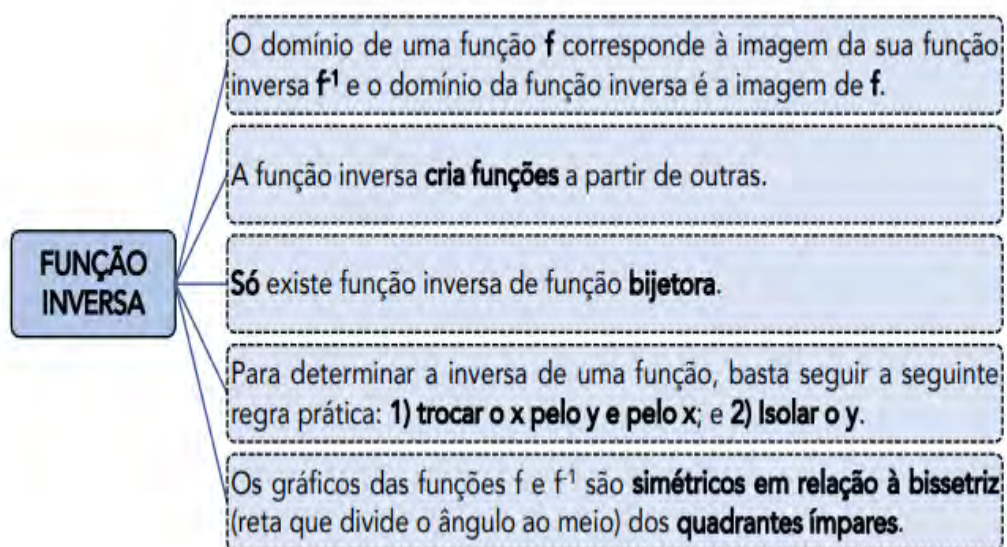 O domínio de uma função f corresponde à imagem da sua função
inversa f⁻¹ e o domínio da função inversa é a imagem de f.
A função inversa cria funções a partir de outras.
FUNÇÃO
INVERSA
Só existe função inversa de função bijetora.
Para determinar a inversa de uma função, basta seguir a seguinte
regra prática: 1) trocar o x pelo y e pelo x; e 2) Isolar o y.
Os gráficos das funções f e f⁻¹ são simétricos em relação à bissetriz
(reta que divide o ângulo ao meio) dos quadrantes ímpares.